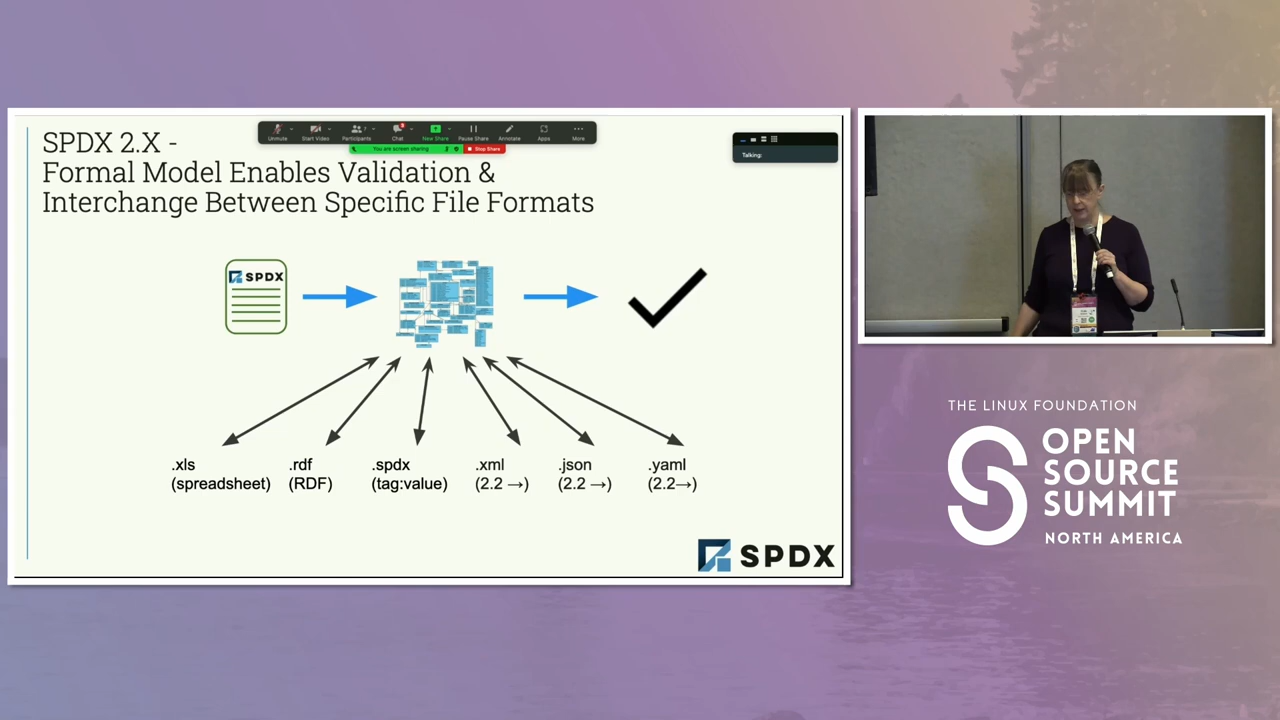 SPDX 2.X -
Formal Model Enables Validation &
Interchange Between Specific File Formats
Unmute
Start Video
Participants
7
Chat
New Share
Pause Share
Annotate
Apps
More
You are screen sharing
Stop Share
Talking:
SPDX
.xls
(spreadsheet)
.rdf
(RDF)
.spdx
(tag:value)
.xml
(2.2 →)
.json
(2.2 →)
.yaml
(2.2→)
SPDX
THE LINUX FOUNDATION
OPEN
SOURCE
SUMMIT
NORTH AMERICA